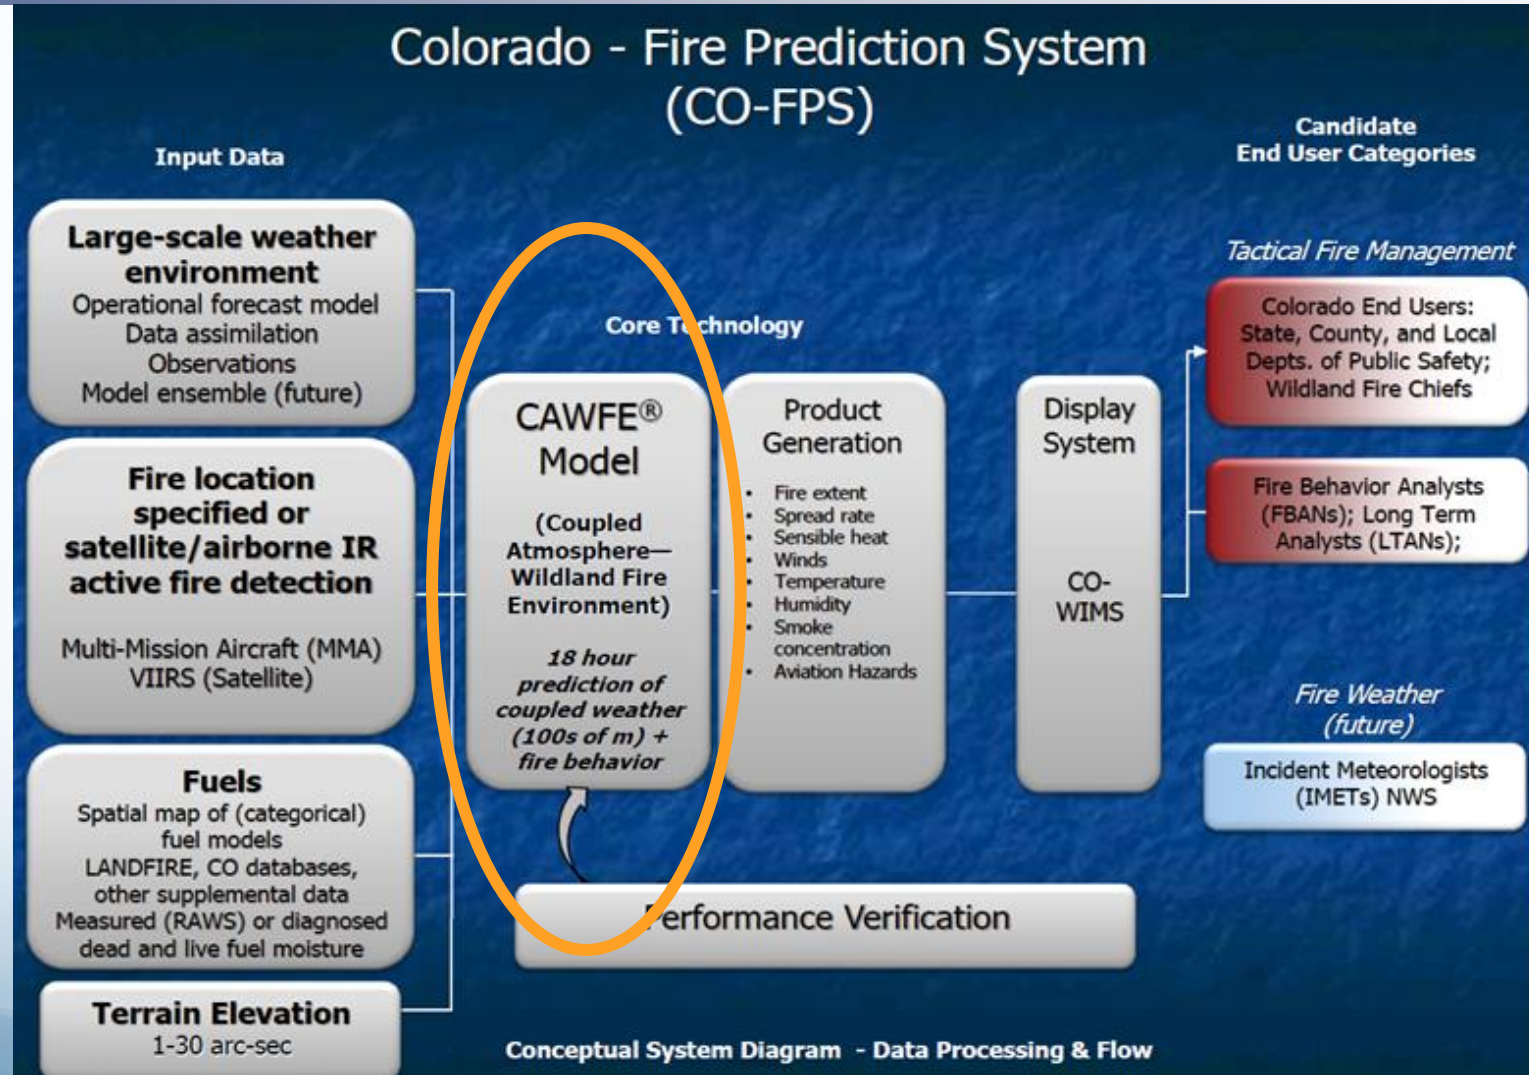 Colorado - Fire Prediction System
(CO-FPS)
Input Data
Large-scale weather
environment
Operational forecast model
Data assimilation
Observations
Model ensemble (future)
Fire location
specified or
satellite/airborne IR
active fire detection
Multi-Mission Aircraft (MMA)
VIIRS (Satellite)
Fuels
Spatial map of (categorical)
fuel models
LANDFIRE, CO databases,
other supplemental data
Measured (RAWS) or diagnosed
dead and live fuel moisture
Terrain Elevation
1-30 arc-sec
Core Technology
CAWFE®
Model
(Coupled
Atmosphere—
Wildland Fire
Environment)
18 hour
prediction of
coupled weather
(100s of m) +
fire behavior
Product
Generation
• Fire extent
• Spread rate
• Sensible heat
• Winds
• Temperature
• Humidity
• Smoke
concentration
• Aviation Hazards
Display
System
CO-
WIMS
Performance Verification
Candidate
End User Categories
Tactical Fire Management
Colorado End Users:
State, County, and Local
Depts. of Public Safety;
Wildland Fire Chiefs
Fire Behavior Analysts
(FBANs); Long Term
Analysts (LTANs);
Fire Weather
(future)
Incident Meteorologists
(IMETs) NWS
Conceptual System Diagram - Data Processing & Flow